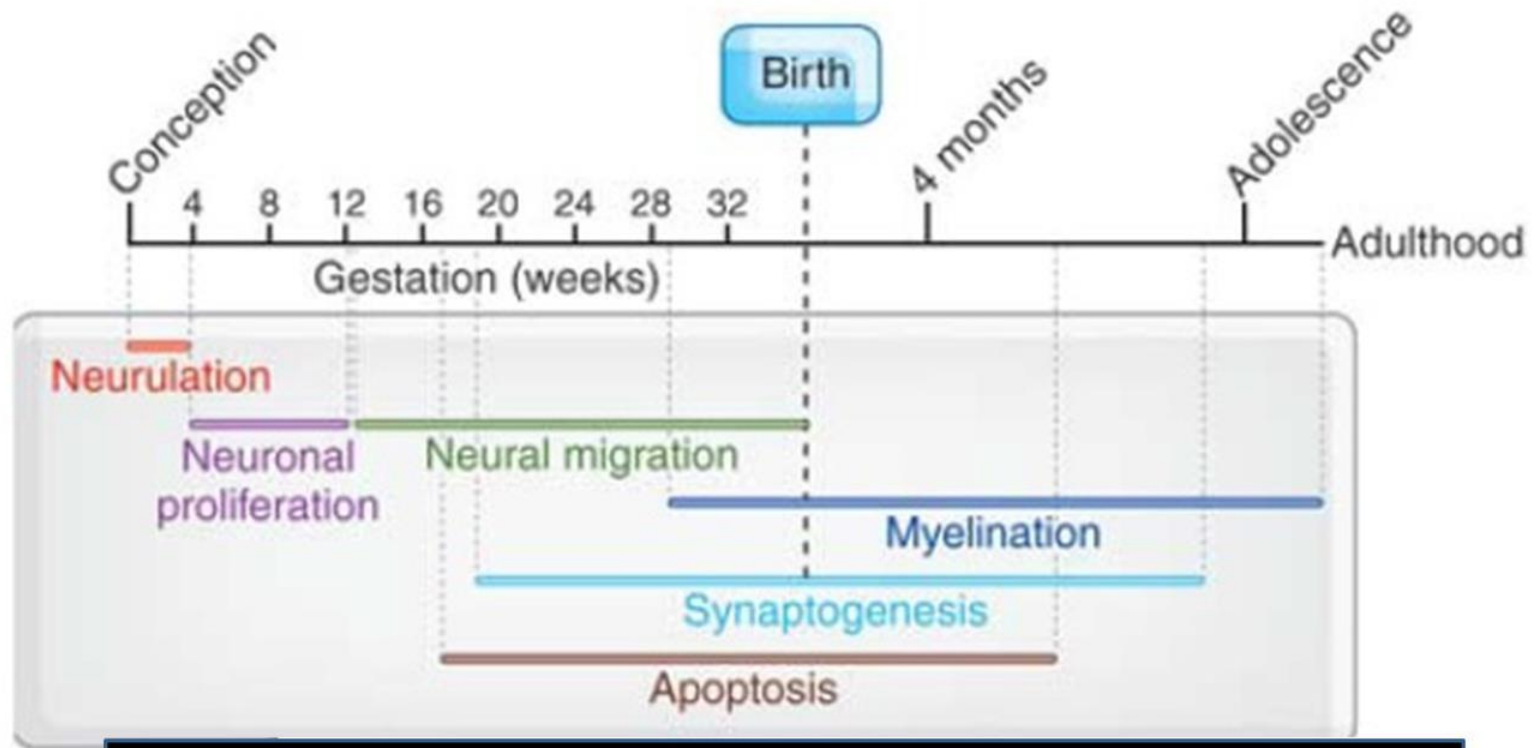 Conception
Birth
4 months
Adolescence
4 8 12 16 20 24 28 32
Adulthood
Gestation (weeks)
Neurulation
Neuronal
proliferation
Neural migration
Myelination
Synaptogenesis
Apoptosis